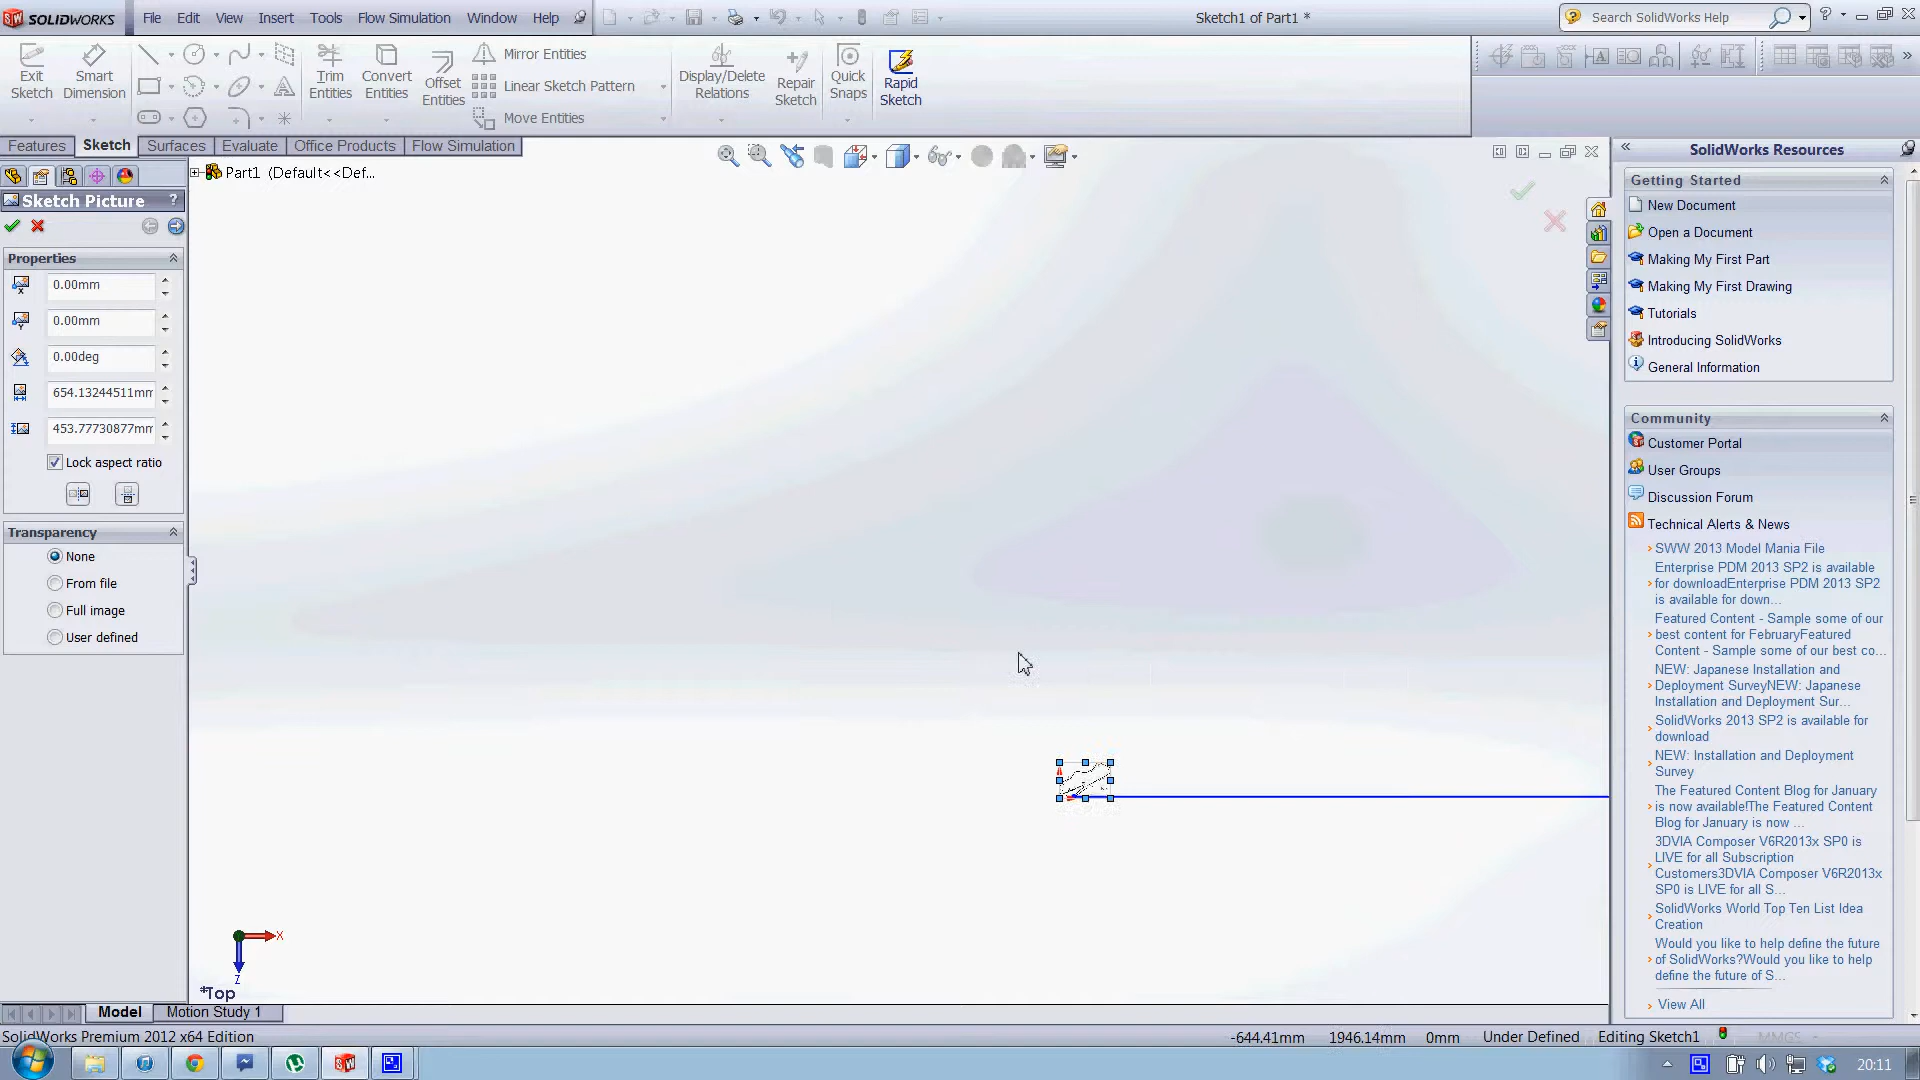 SOLIDWORKS File Edit View Insert Tools Flow Simulation Window Help Sketch1 of Part1 * Search SolidWorks Help
Exit Sketch
Smart Dimension
Trim Entities
Convert Entities
Offset Entities
Mirror Entities
Linear Sketch Pattern
Move Entities
Display/Delete Relations
Repair Sketch
Quick Snaps
Rapid Sketch
Features Sketch Surfaces Evaluate Office Products Flow Simulation
Part1 (Default<<Def...
Sketch Picture ?
Properties
0.00mm
0.00mm
0.00deg
654.13244511mm
453.77730877mm
Lock aspect ratio
Transparency
None
From file
Full image
User defined
X
Z
*Top
SolidWorks Resources
Getting Started
New Document
Open a Document
Making My First Part
Making My First Drawing
Tutorials
Introducing SolidWorks
General Information
Community
Customer Portal
User Groups
Discussion Forum
Technical Alerts & News
SWW 2013 Model Mania File
Enterprise PDM 2013 SP2 is available
for downloadEnterprise PDM 2013 SP2
is available for down...
Featured Content - Sample some of our
best content for FebruaryFeatured
Content - Sample some of our best co...
NEW: Japanese Installation and
Deployment SurveyNEW: Japanese
Installation and Deployment Sur...
SolidWorks 2013 SP2 is available for
download
NEW: Installation and Deployment
Survey
The Featured Content Blog for January
is now available!The Featured Content
Blog for January is now ...
3DVIA Composer V6R2013x SP0 is
LIVE for all Subscription
Customers3DVIA Composer V6R2013x
SP0 is LIVE for all S...
SolidWorks World Top Ten List Idea
Creation
Would you like to help define the future
of SolidWorks?Would you like to help
define the future of S...
View All
Model Motion Study 1
SolidWorks Premium 2012 x64 Edition -644.41mm 1946.14mm 0mm Under Defined Editing Sketch1 MMGS
20:11